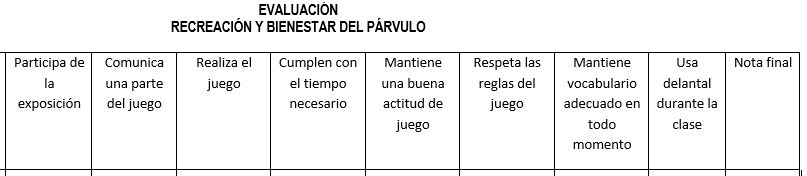 EVALUACIÓN
RECREACIÓN Y BIENESTAR DEL PÁRVULO
Participa de
la
exposición
Comunica
una parte
del juego
Realiza el
juego
Cumplen con
el tiempo
necesario
Mantiene
una buena
actitud de
juego
Respeta las
reglas del
juego
Mantiene
vocabulario
adecuado en
todo
momento
Usa
delantal
durante la
clase
Nota final